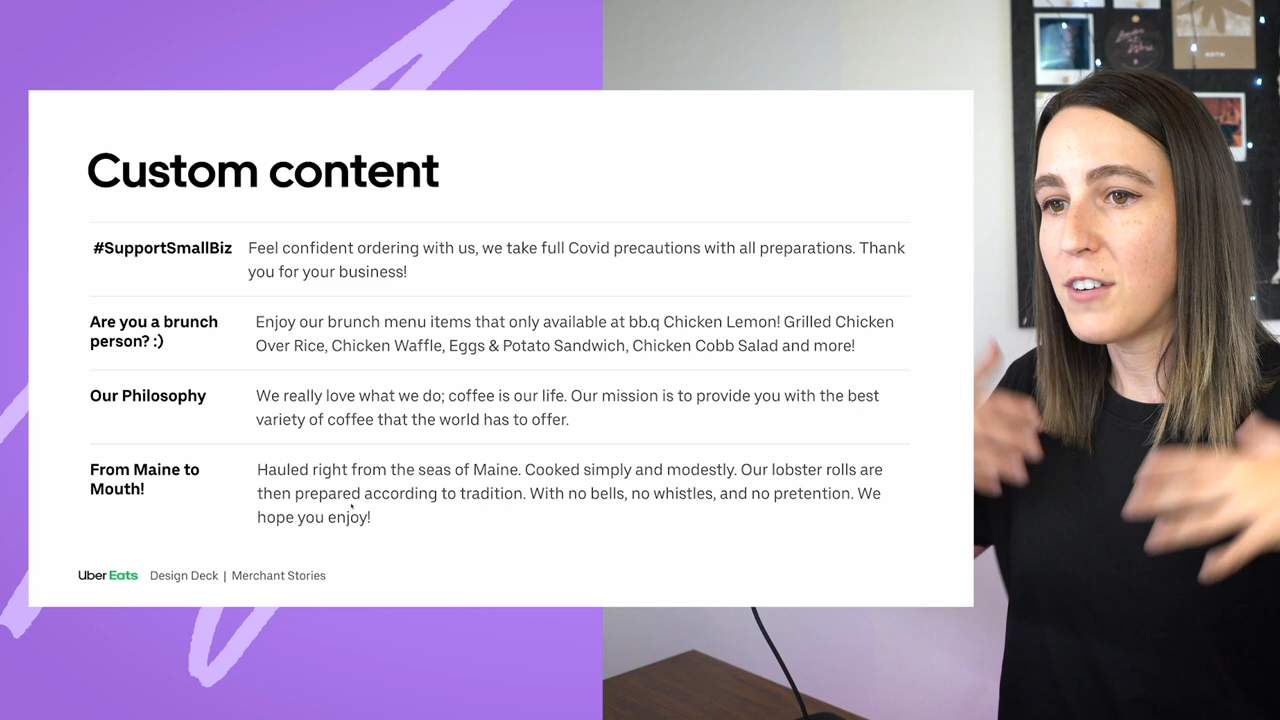 Custom content
#SupportSmallBiz
Feel confident ordering with us, we take full Covid precautions with all preparations. Thank
you for your business!
Are you a brunch
person? :)
Enjoy our brunch menu items that only available at bb.q Chicken Lemon! Grilled Chicken
Over Rice, Chicken Waffle, Eggs & Potato Sandwich, Chicken Cobb Salad and more!
Our Philosophy
We really love what we do; coffee is our life. Our mission is to provide you with the best
variety of coffee that the world has to offer.
From Maine to
Mouth!
Hauled right from the seas of Maine. Cooked simply and modestly. Our lobster rolls are
then prepared according to tradition. With no bells, no whistles, and no pretention. We
hope you enjoy!
Uber Eats Design Deck | Merchant Stories